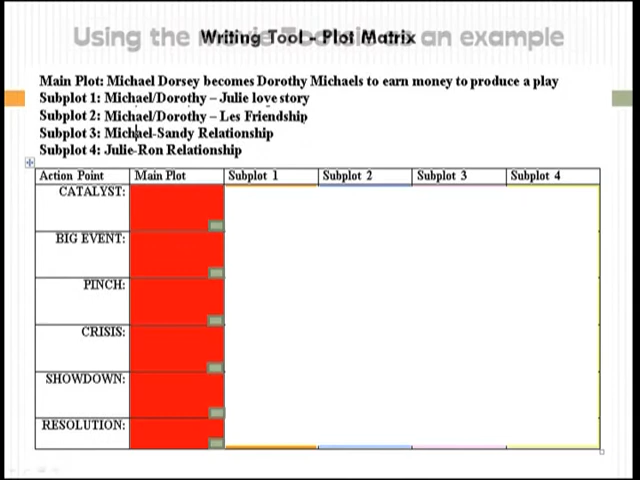 Using the Movie Tootsie as an example
Writing Tool - Plot Matrix
Main Plot: Michael Dorsey becomes Dorothy Michaels to earn money to produce a play
Subplot 1: Michael/Dorothy – Julie love story
Subplot 2: Michael/Dorothy – Les Friendship
Subplot 3: Michael-Sandy Relationship
Subplot 4: Julie-Ron Relationship
Action Point Main Plot Subplot 1 Subplot 2 Subplot 3 Subplot 4
CATALYST:
BIG EVENT:
PINCH:
CRISIS:
SHOWDOWN:
RESOLUTION: